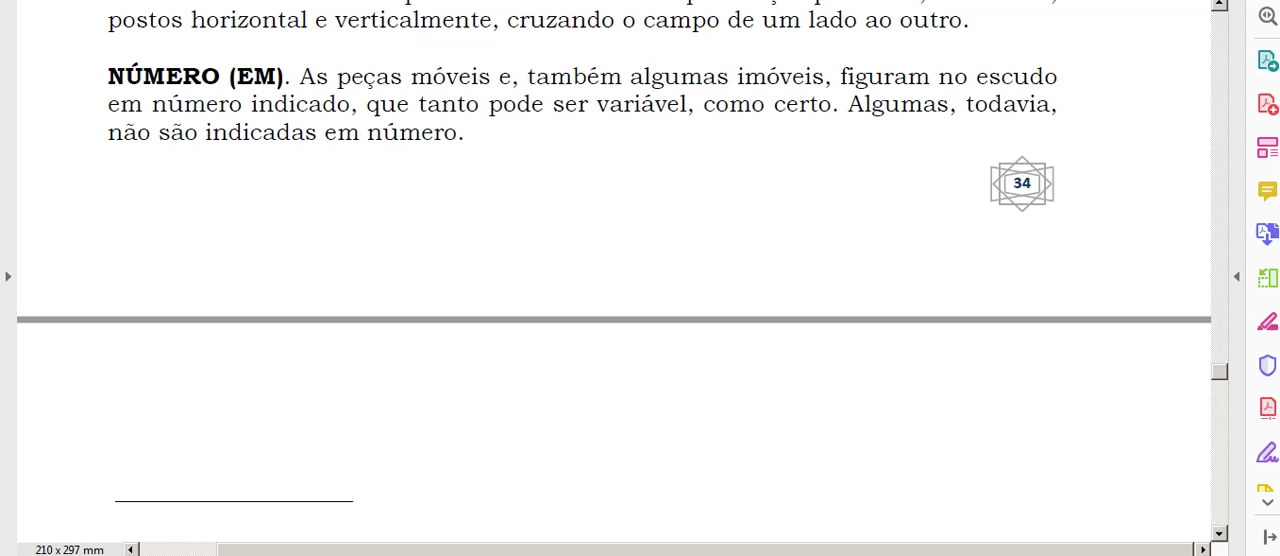 postos horizontal e verticalmente, cruzando o campo de um lado ao outro.
NÚMERO (EM). As peças móveis e, também algumas imóveis, figuram no escudo
em número indicado, que tanto pode ser variável, como certo. Algumas, todavia,
não são indicadas em número.
34
210 x 297 mm